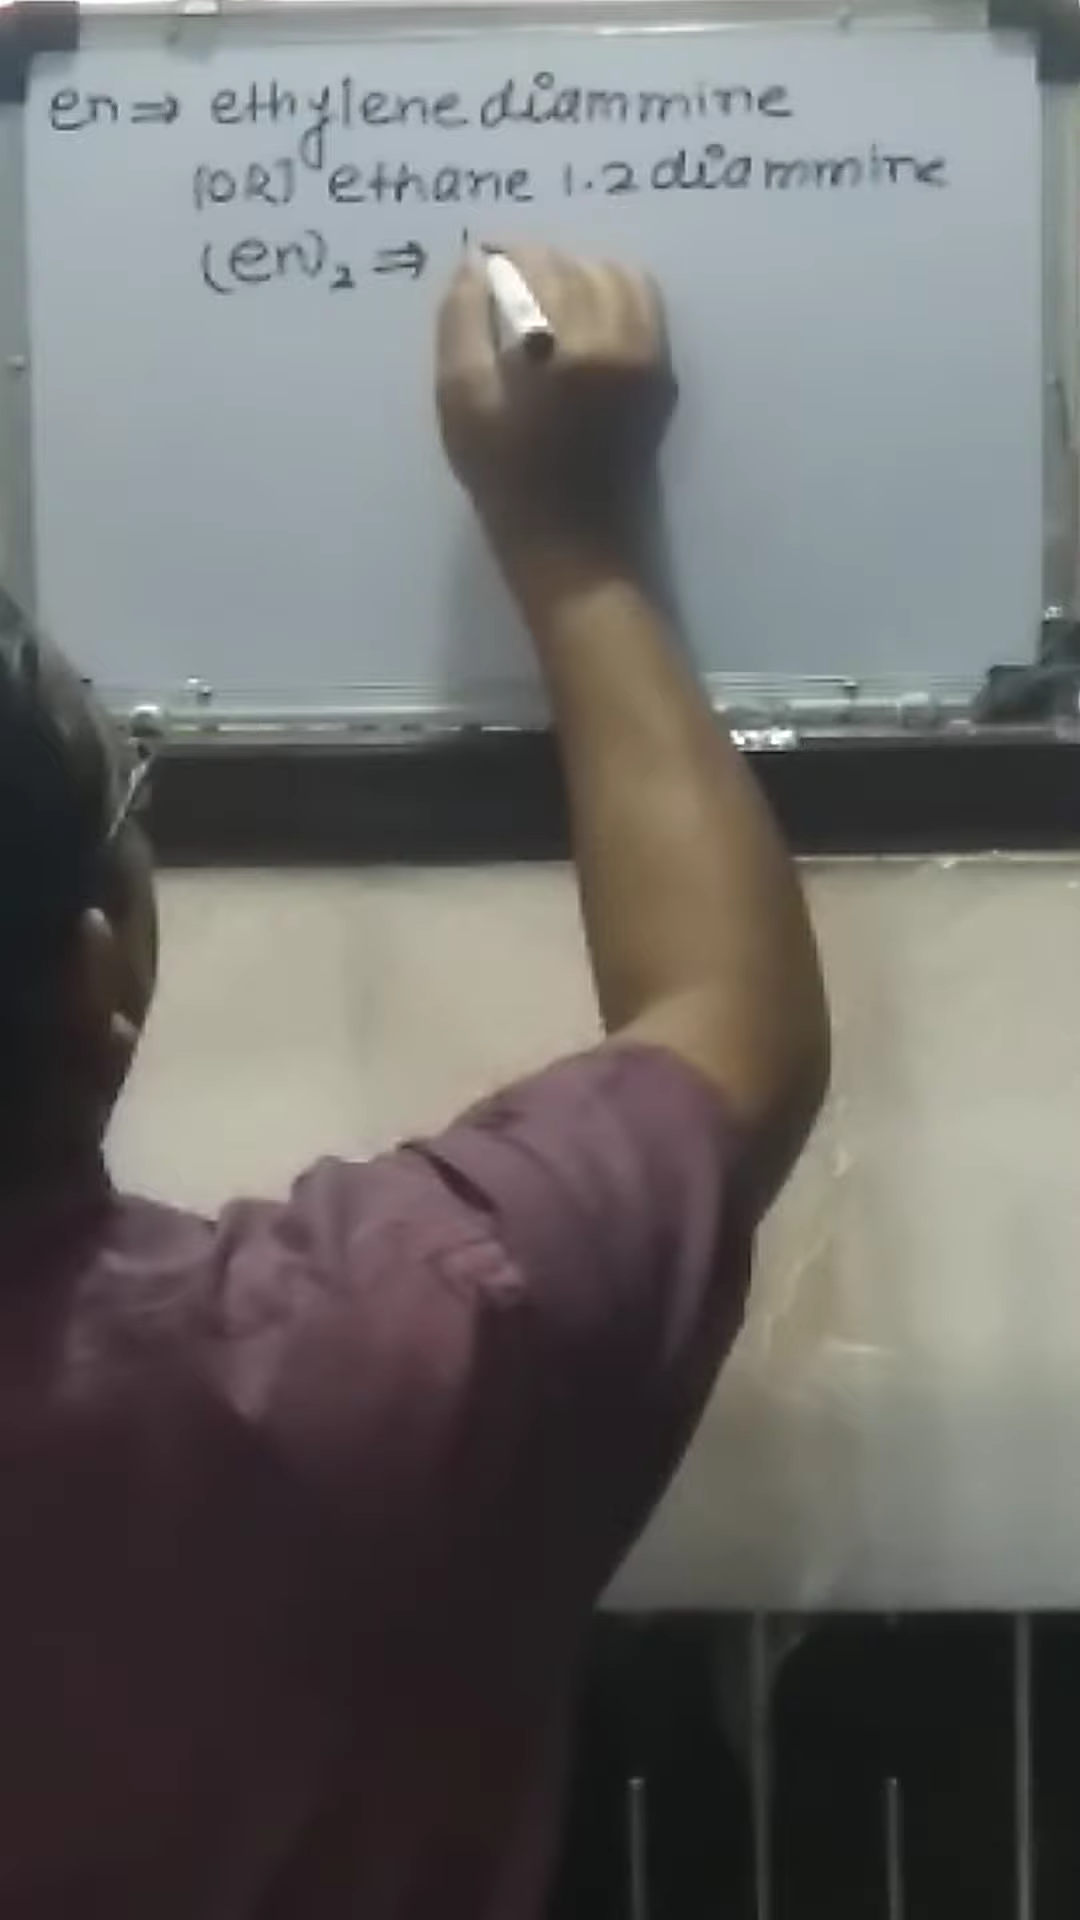 en ⇒ ethylene diammine
[OR] ethane 1.2 diammine
(en)₂ ⇒